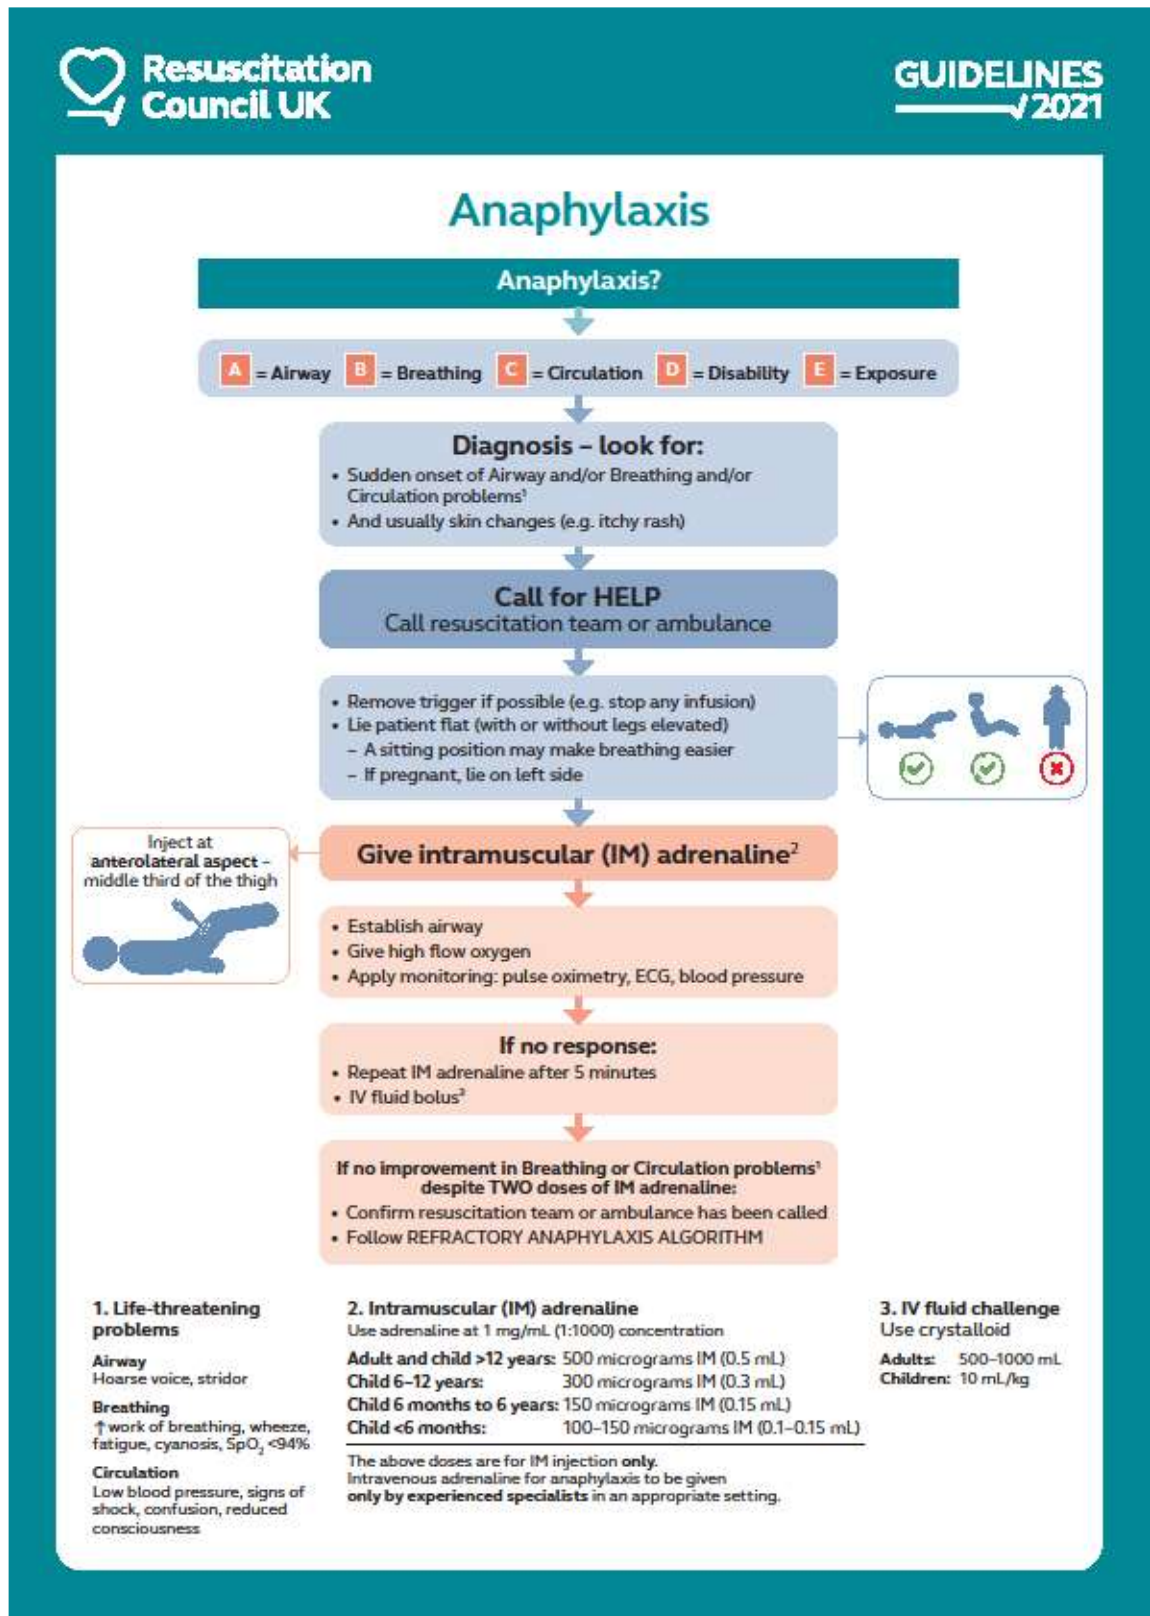 Resuscitation
Council UK
GUIDELINES
2021
Anaphylaxis
Anaphylaxis?
A = Airway B = Breathing C = Circulation D = Disability E = Exposure
Diagnosis – look for:
• Sudden onset of Airway and/or Breathing and/or
Circulation problems¹
• And usually skin changes (e.g. itchy rash)
Call for HELP
Call resuscitation team or ambulance
• Remove trigger if possible (e.g. stop any infusion)
• Lie patient flat (with or without legs elevated)
– A sitting position may make breathing easier
– If pregnant, lie on left side
Inject at
anterolateral aspect –
middle third of the thigh
Give intramuscular (IM) adrenaline²
• Establish airway
• Give high flow oxygen
• Apply monitoring: pulse oximetry, ECG, blood pressure
If no response:
• Repeat IM adrenaline after 5 minutes
• IV fluid bolus³
If no improvement in Breathing or Circulation problems¹
despite TWO doses of IM adrenaline:
• Confirm resuscitation team or ambulance has been called
• Follow REFRACTORY ANAPHYLAXIS ALGORITHM
1. Life-threatening
problems
Airway
Hoarse voice, stridor
Breathing
↑work of breathing, wheeze,
fatigue, cyanosis, SpO₂ <94%
Circulation
Low blood pressure, signs of
shock, confusion, reduced
consciousness
2. Intramuscular (IM) adrenaline
Use adrenaline at 1 mg/mL (1:1000) concentration
Adult and child >12 years: 500 micrograms IM (0.5 mL)
Child 6–12 years: 300 micrograms IM (0.3 mL)
Child 6 months to 6 years: 150 micrograms IM (0.15 mL)
Child <6 months: 100–150 micrograms IM (0.1–0.15 mL)
The above doses are for IM injection only.
Intravenous adrenaline for anaphylaxis to be given
only by experienced specialists in an appropriate setting.
3. IV fluid challenge
Use crystalloid
Adults: 500–1000 mL
Children: 10 mL/kg